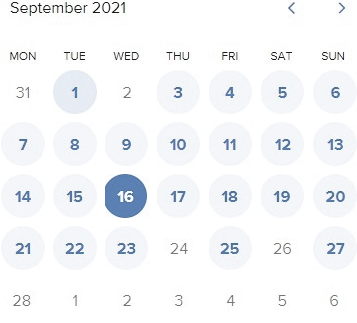 September 2021
MON TUE WED THU FRI SAT SUN
31 1 2 3 4 5 6
7 8 9 10 11 12 13
14 15 16 17 18 19 20
21 22 23 24 25 26 27
28 1 2 3 4 5 6